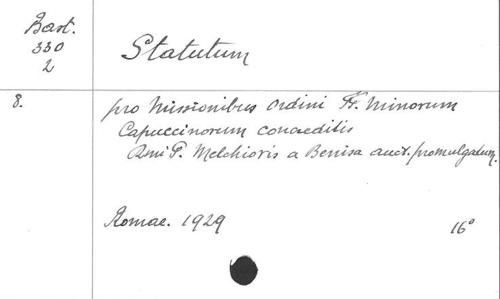 Bast.
330
2
Statutum
8.
pro Missionibus Ordini Fr. Minorum
Capuccinorum concreditis
Rmi P. Melchioris a Benisa auct. promulgatum.
Romae. 1929
16°